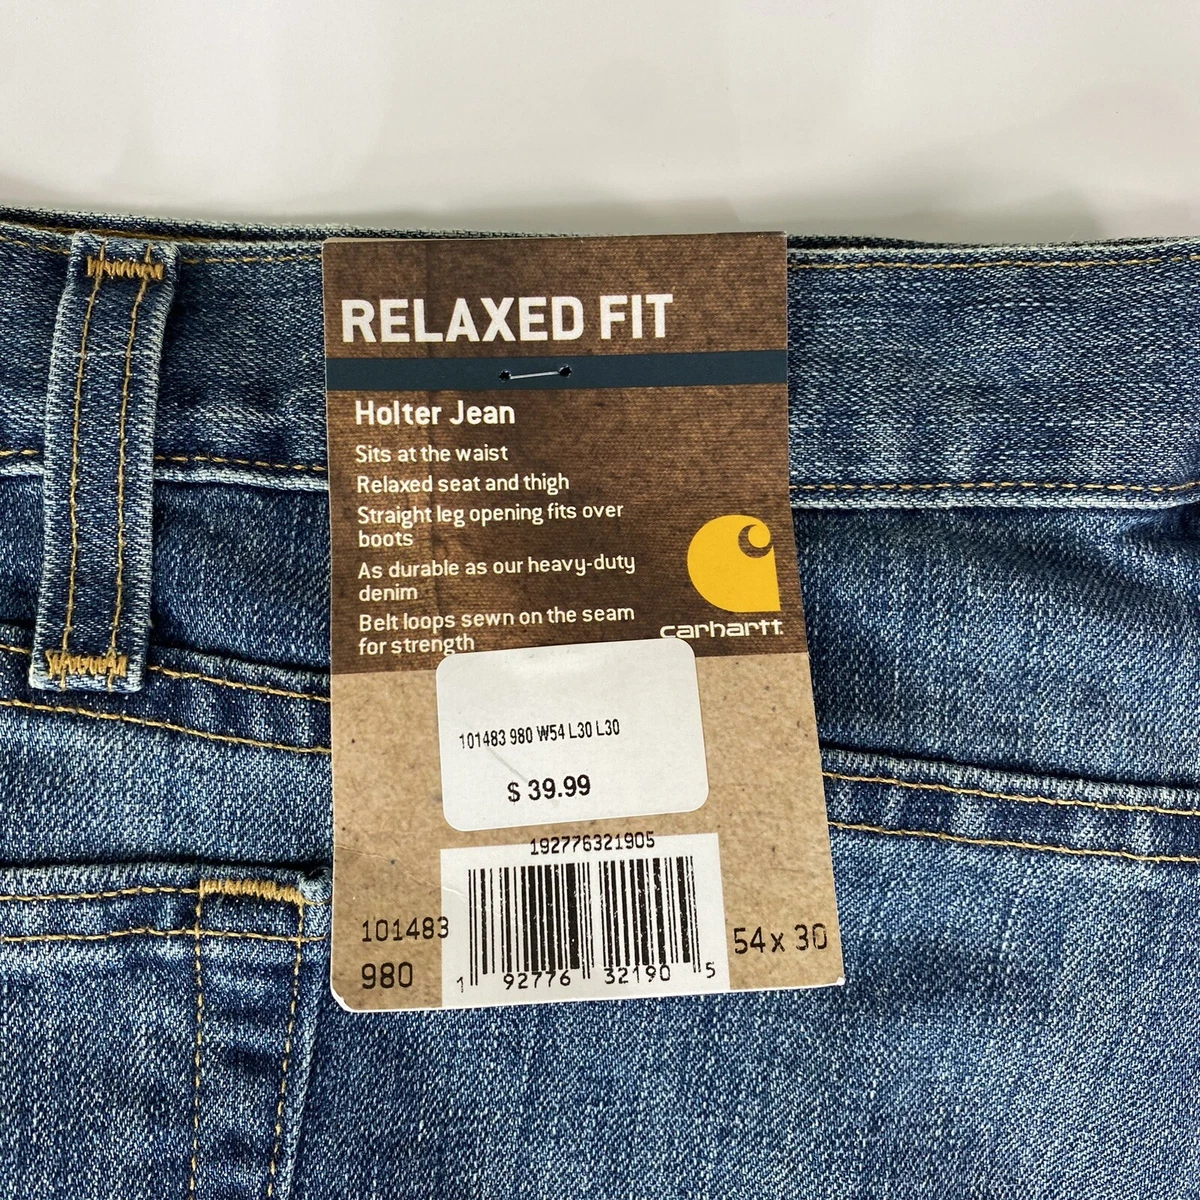 RELAXED FIT
Holter Jean
Sits at the waist
Relaxed seat and thigh
Straight leg opening fits over
boots
As durable as our heavy-duty
denim
Belt loops sewn on the seam
for strength
carhartt.
101483 980 W54 L30 L30
$ 39.99
192776321905
101483
980
54 x 30
1 92776 32190 5